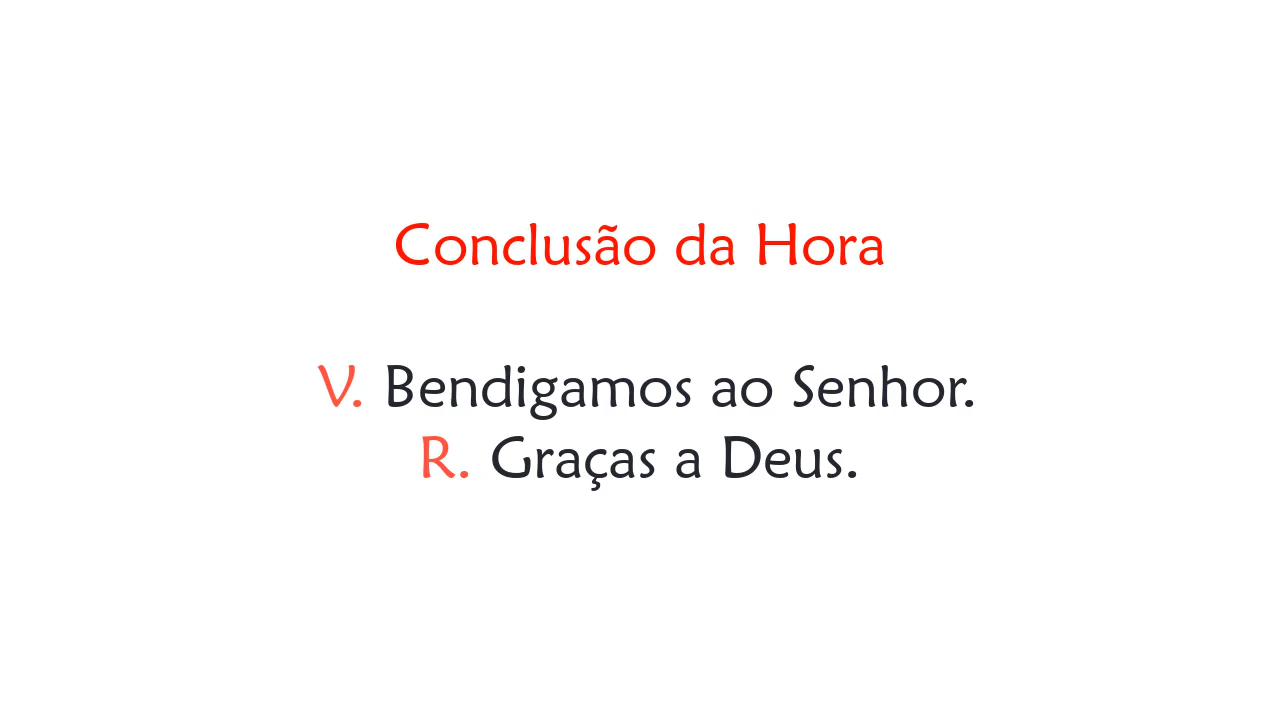 Conclusão da Hora
V. Bendigamos ao Senhor.
R. Graças a Deus.